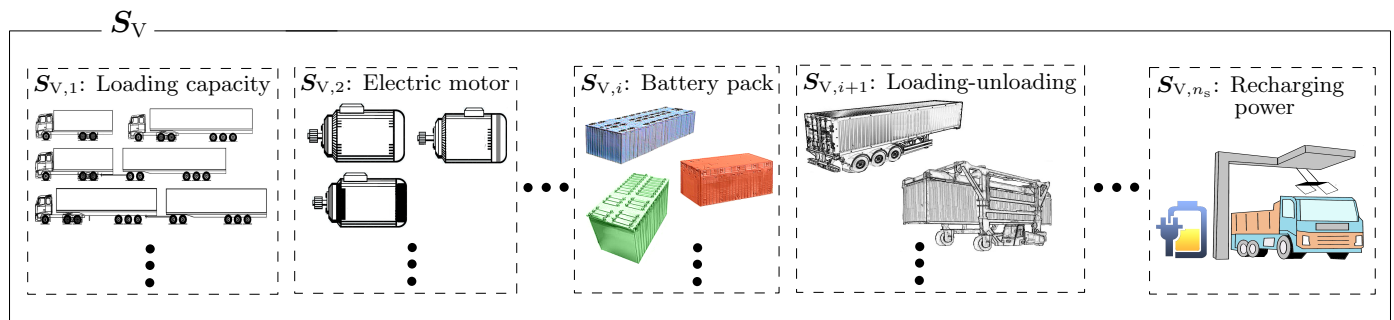 S_V
S_V,1: Loading capacity
S_V,2: Electric motor
S_V,i: Battery pack
S_V,i+1: Loading-unloading
S_V,n_s: Recharging
power